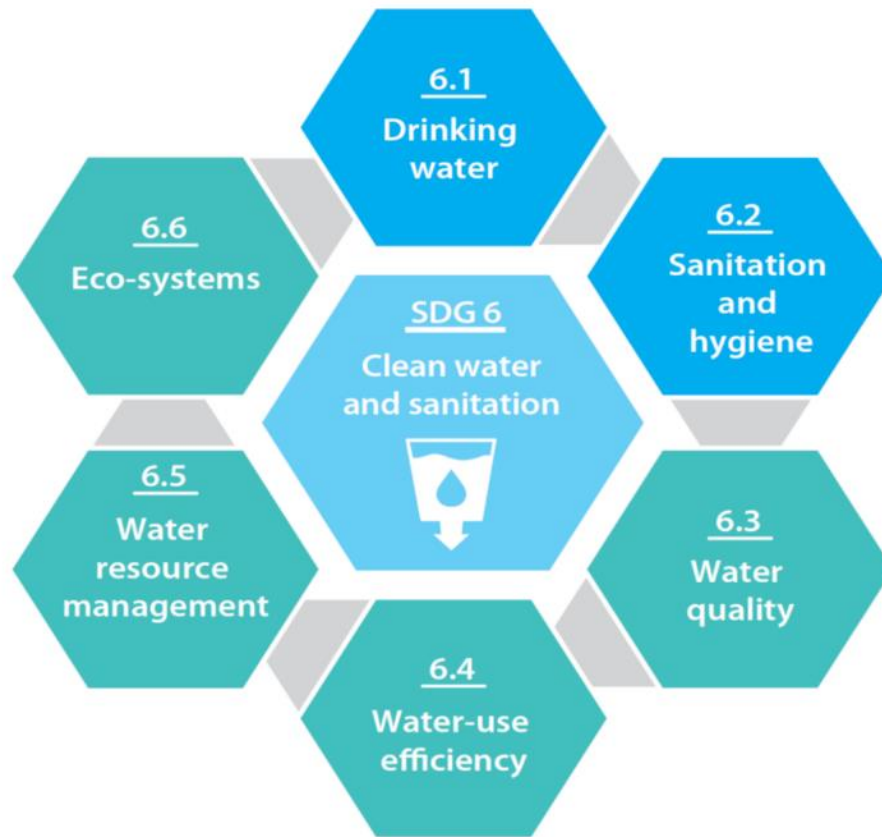 6.1
Drinking
water
6.2
Sanitation
and
hygiene
6.3
Water
quality
6.4
Water-use
efficiency
6.5
Water
resource
management
6.6
Eco-systems
SDG 6
Clean water
and sanitation